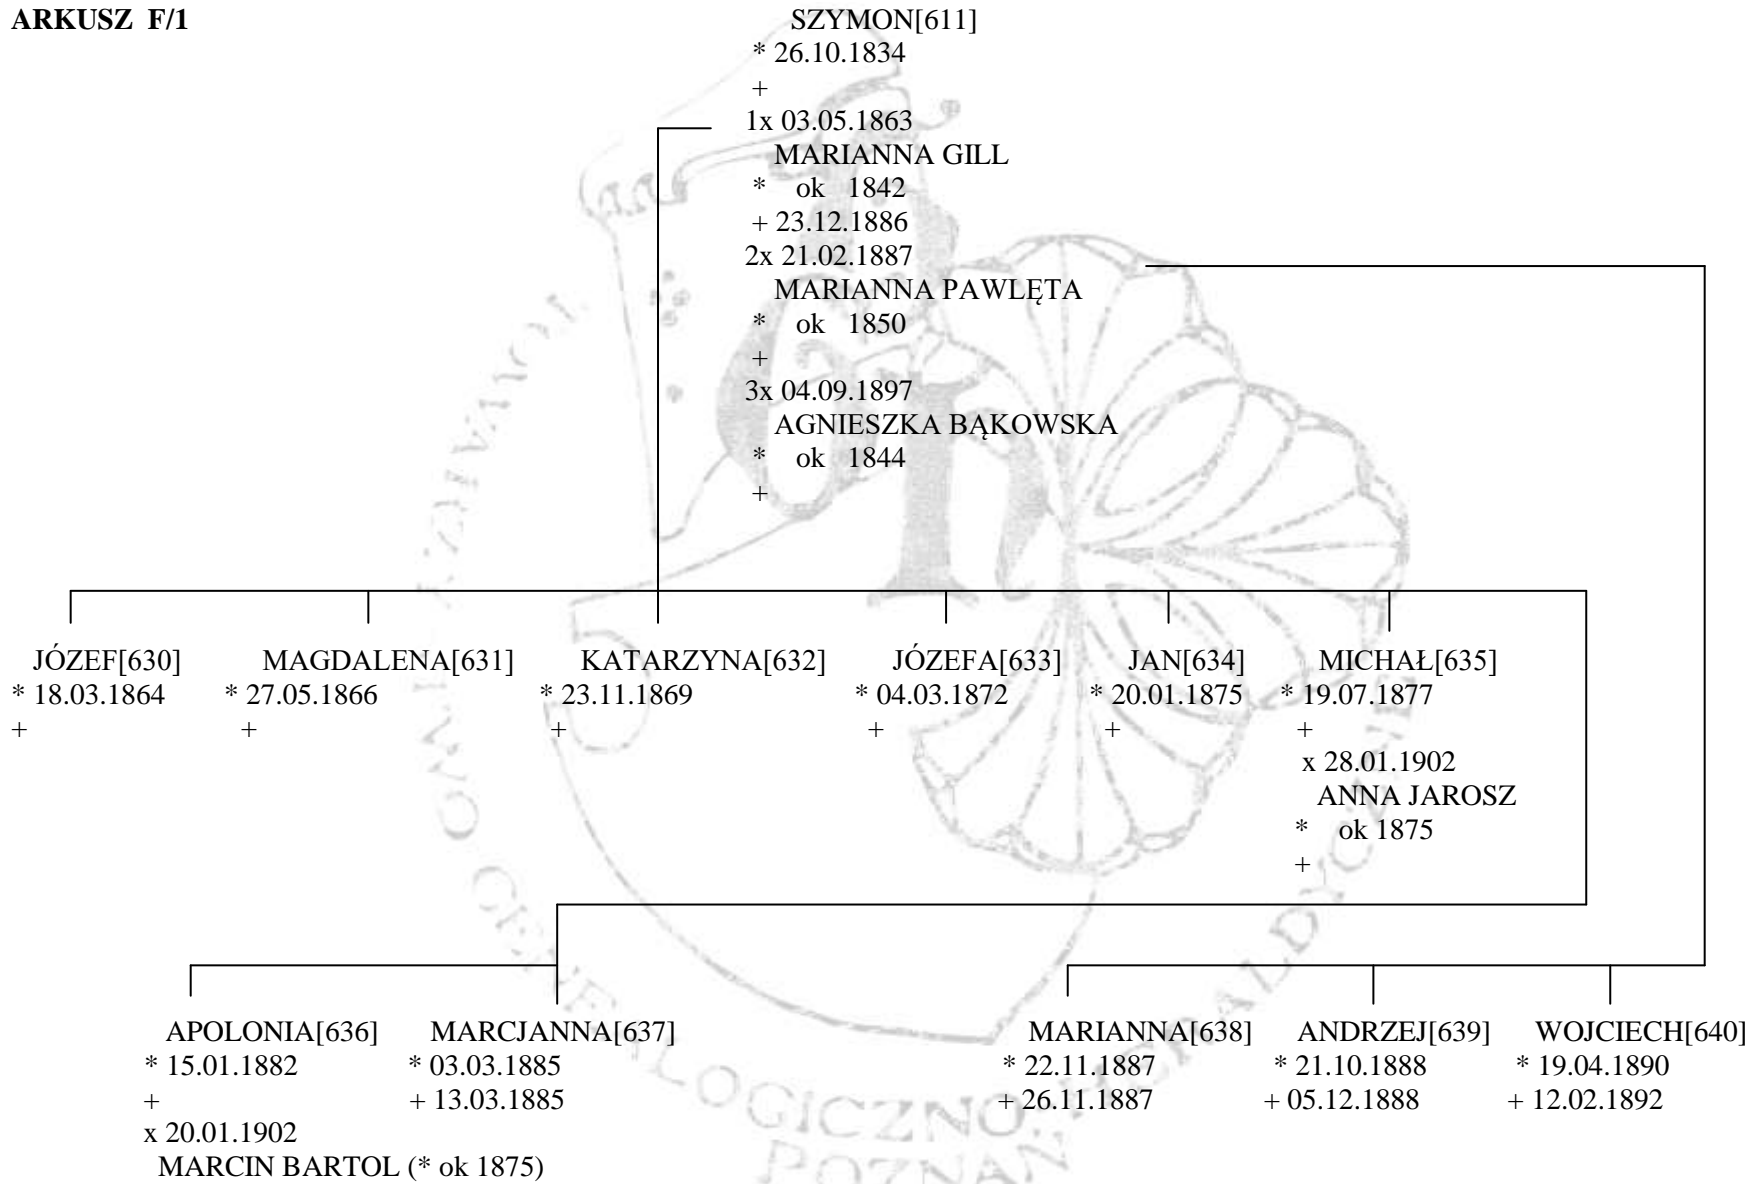 ARKUSZ F/1
SZYMON[611]
* 26.10.1834
+
1x 03.05.1863
MARIANNA GILL
* ok 1842
+ 23.12.1886
2x 21.02.1887
MARIANNA PAWLĘTA
* ok 1850
+
3x 04.09.1897
AGNIESZKA BĄKOWSKA
* ok 1844
+
JÓZEF[630] MAGDALENA[631] KATARZYNA[632] JÓZEFA[633] JAN[634] MICHAŁ[635]
* 18.03.1864 * 27.05.1866 * 23.11.1869 * 04.03.1872 * 20.01.1875 * 19.07.1877
+ + + + + +
x 28.01.1902
ANNA JAROSZ
* ok 1875
+
APOLONIA[636] MARCJANNA[637] MARIANNA[638] ANDRZEJ[639] WOJCIECH[640]
* 15.01.1882 * 03.03.1885 * 22.11.1887 * 21.10.1888 * 19.04.1890
+ + 13.03.1885 + 26.11.1887 + 05.12.1888 + 12.02.1892
x 20.01.1902
MARCIN BARTOL (* ok 1875)
POZNAŃ